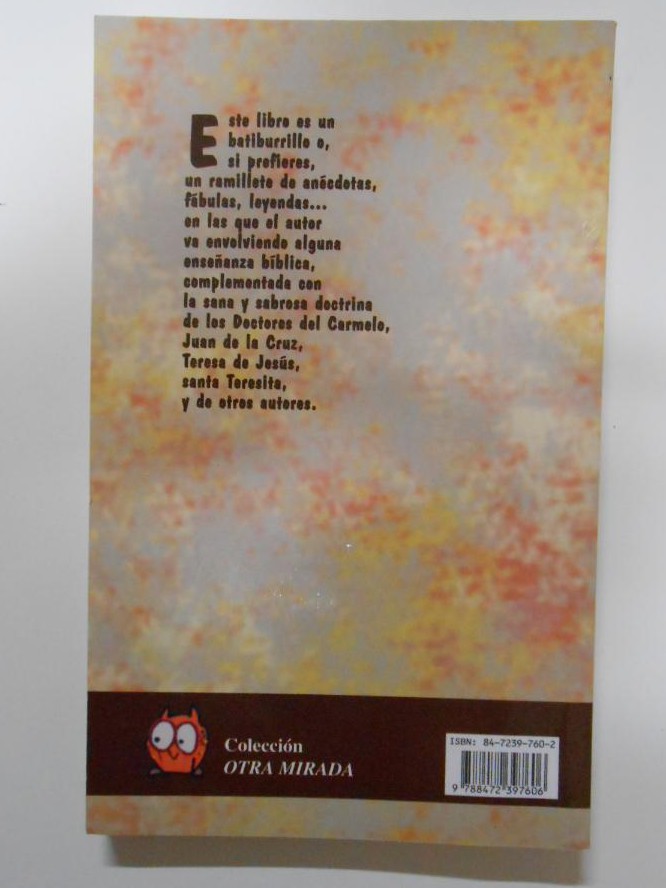 Este libro es un
batiburrillo o,
si prefieres,
un ramillete de anécdotas,
fábulas, leyendas...
en las que el autor
va envolviendo alguna
enseñanza bíblica,
complementada con
la sana y sabrosa doctrina
de los Doctores del Carmelo,
Juan de la Cruz,
Teresa de Jesús,
santa Teresita,
y de otros autores.
Colección
OTRA MIRADA
ISBN: 84-7239-760-2
9 788472 397606